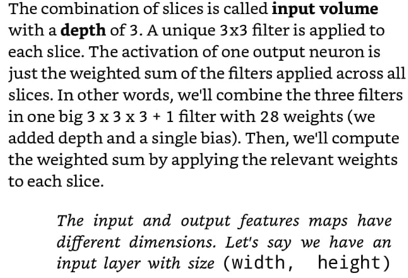 The combination of slices is called input volume
with a depth of 3. A unique 3x3 filter is applied to
each slice. The activation of one output neuron is
just the weighted sum of the filters applied across all
slices. In other words, we'll combine the three filters
in one big 3 x 3 x 3 + 1 filter with 28 weights (we
added depth and a single bias). Then, we'll compute
the weighted sum by applying the relevant weights
to each slice.
The input and output features maps have
different dimensions. Let's say we have an
input layer with size (width, height)